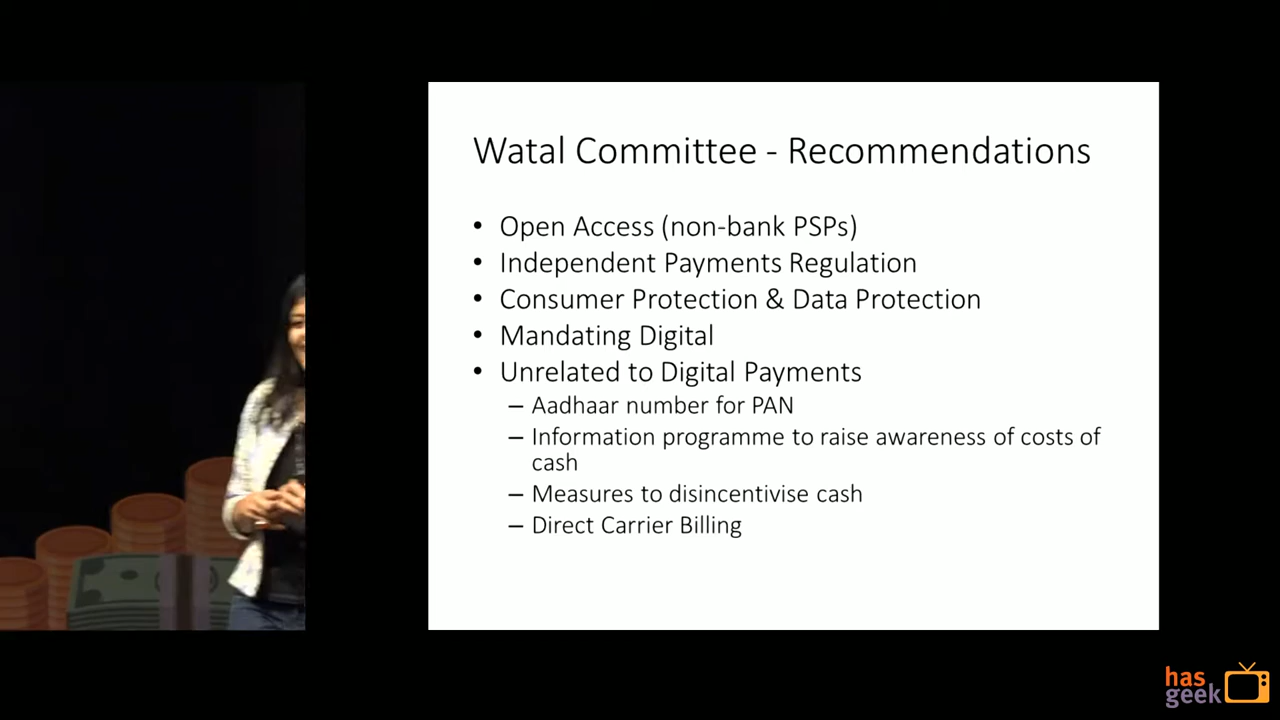 Watal Committee - Recommendations
• Open Access (non-bank PSPs)
• Independent Payments Regulation
• Consumer Protection & Data Protection
• Mandating Digital
• Unrelated to Digital Payments
– Aadhaar number for PAN
– Information programme to raise awareness of costs of
cash
– Measures to disincentivise cash
– Direct Carrier Billing
has
geek